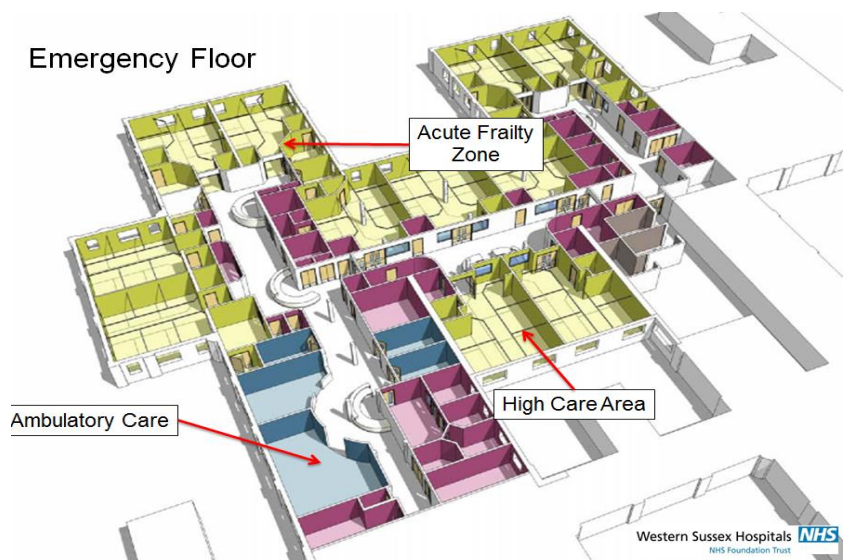 Emergency Floor
Acute Frailty
Zone
High Care Area
Ambulatory Care
Western Sussex Hospitals NHS
NHS Foundation Trust